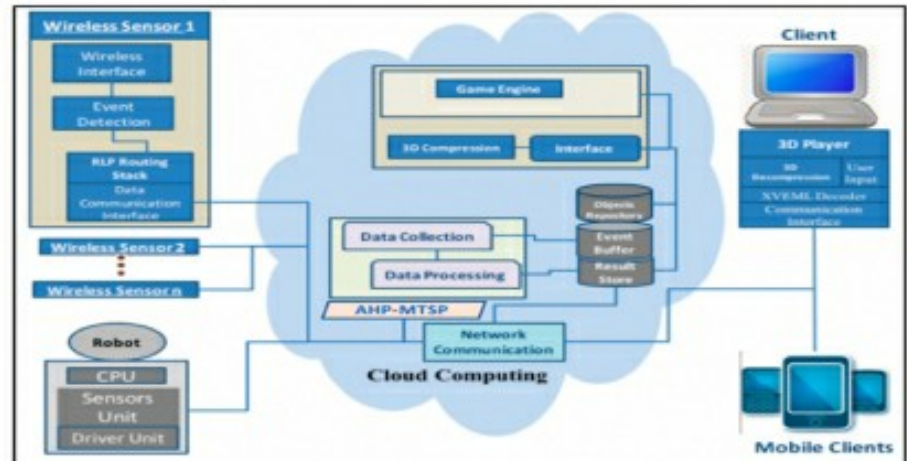 Wireless Sensor 1
Wireless
Interface
Event
Detection
RLP Routing
Stack
Data
Communication
Interface
Wireless Sensor 2
Wireless Sensor n
Robot
CPU
Sensors
Unit
Driver Unit
Game Engine
3D Compression
Interface
Objects
Repository
Data Collection
Event
Buffer
Data Processing
Result
Store
AHP-MTSP
Network
Communication
Cloud Computing
Client
3D Player
3D
Decompression
User
Input
XVEML Decoder
Communication
Interface
Mobile Clients